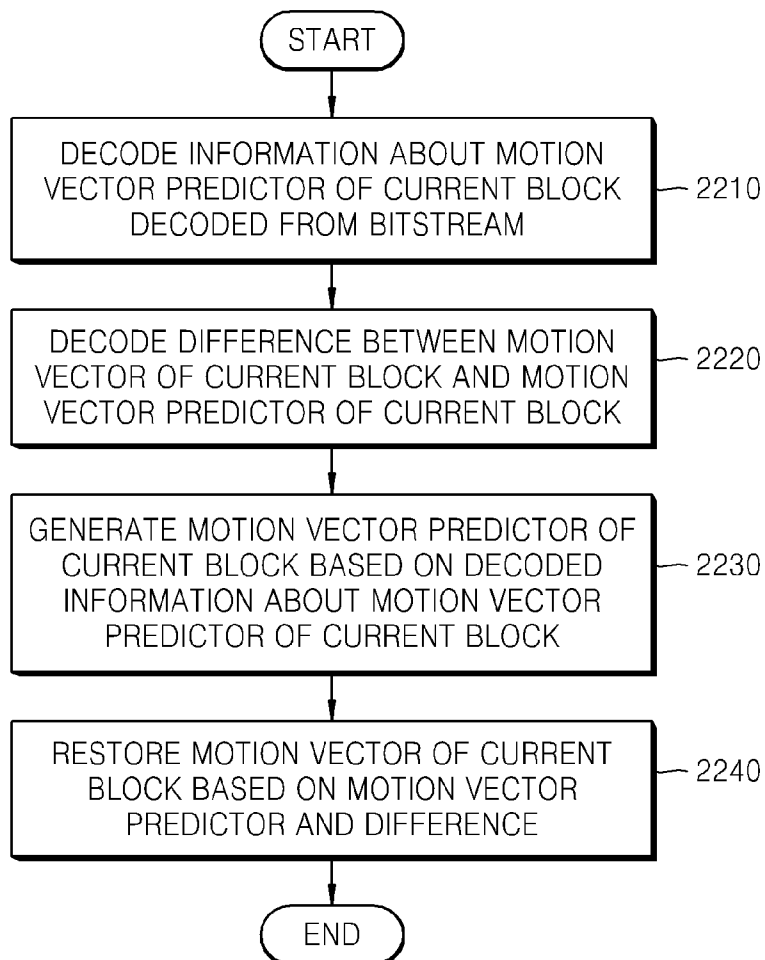 START
DECODE INFORMATION ABOUT MOTION
VECTOR PREDICTOR OF CURRENT BLOCK
DECODED FROM BITSTREAM
2210
DECODE DIFFERENCE BETWEEN MOTION
VECTOR OF CURRENT BLOCK AND MOTION
VECTOR PREDICTOR OF CURRENT BLOCK
2220
GENERATE MOTION VECTOR PREDICTOR OF
CURRENT BLOCK BASED ON DECODED
INFORMATION ABOUT MOTION VECTOR
PREDICTOR OF CURRENT BLOCK
2230
RESTORE MOTION VECTOR OF CURRENT
BLOCK BASED ON MOTION VECTOR
PREDICTOR AND DIFFERENCE
2240
END